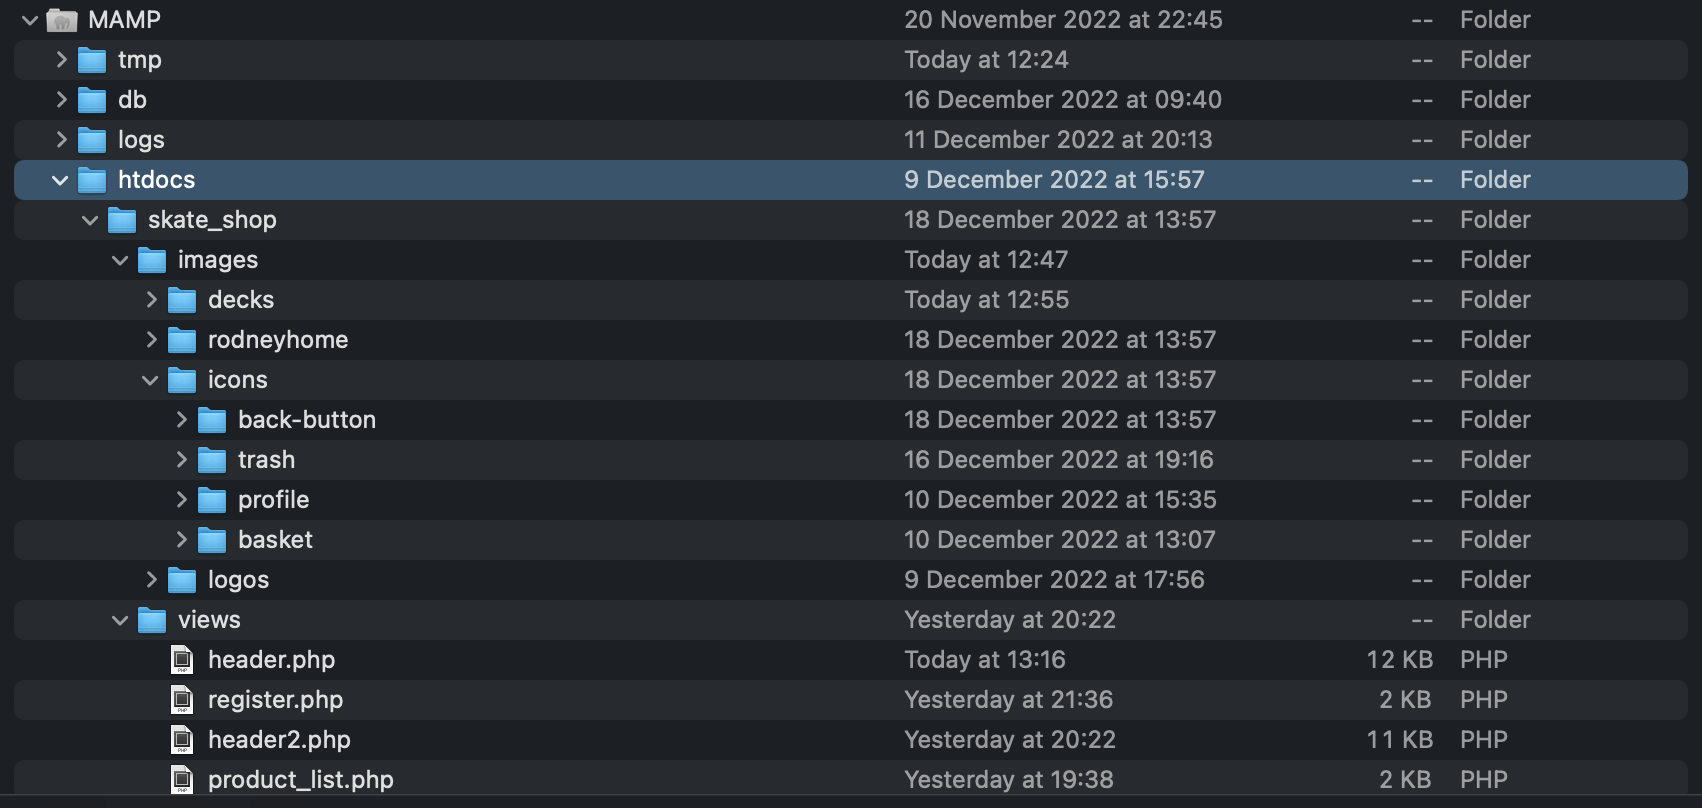 MAMP 20 November 2022 at 22:45 -- Folder
tmp Today at 12:24 -- Folder
db 16 December 2022 at 09:40 -- Folder
logs 11 December 2022 at 20:13 -- Folder
htdocs 9 December 2022 at 15:57 -- Folder
skate_shop 18 December 2022 at 13:57 -- Folder
images Today at 12:47 -- Folder
decks Today at 12:55 -- Folder
rodneyhome 18 December 2022 at 13:57 -- Folder
icons 18 December 2022 at 13:57 -- Folder
back-button 18 December 2022 at 13:57 -- Folder
trash 16 December 2022 at 19:16 -- Folder
profile 10 December 2022 at 15:35 -- Folder
basket 10 December 2022 at 13:07 -- Folder
logos 9 December 2022 at 17:56 -- Folder
views Yesterday at 20:22 -- Folder
PHP header.php Today at 13:16 12 KB PHP
PHP register.php Yesterday at 21:36 2 KB PHP
PHP header2.php Yesterday at 20:22 11 KB PHP
PHP product_list.php Yesterday at 19:38 2 KB PHP